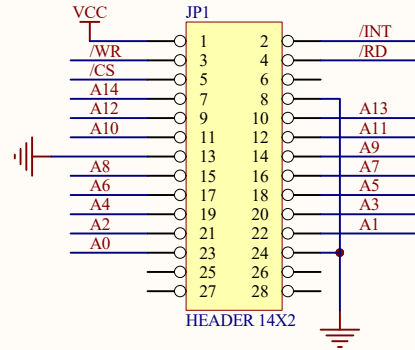 VCC JP1
1 2 /INT
/WR 3 4 /RD
/CS 5 6
A14 7 8
A12 9 10 A13
A10 11 12 A11
13 14 A9
A8 15 16 A7
A6 17 18 A5
A4 19 20 A3
A2 21 22 A1
A0 23 24
25 26
27 28
HEADER 14X2